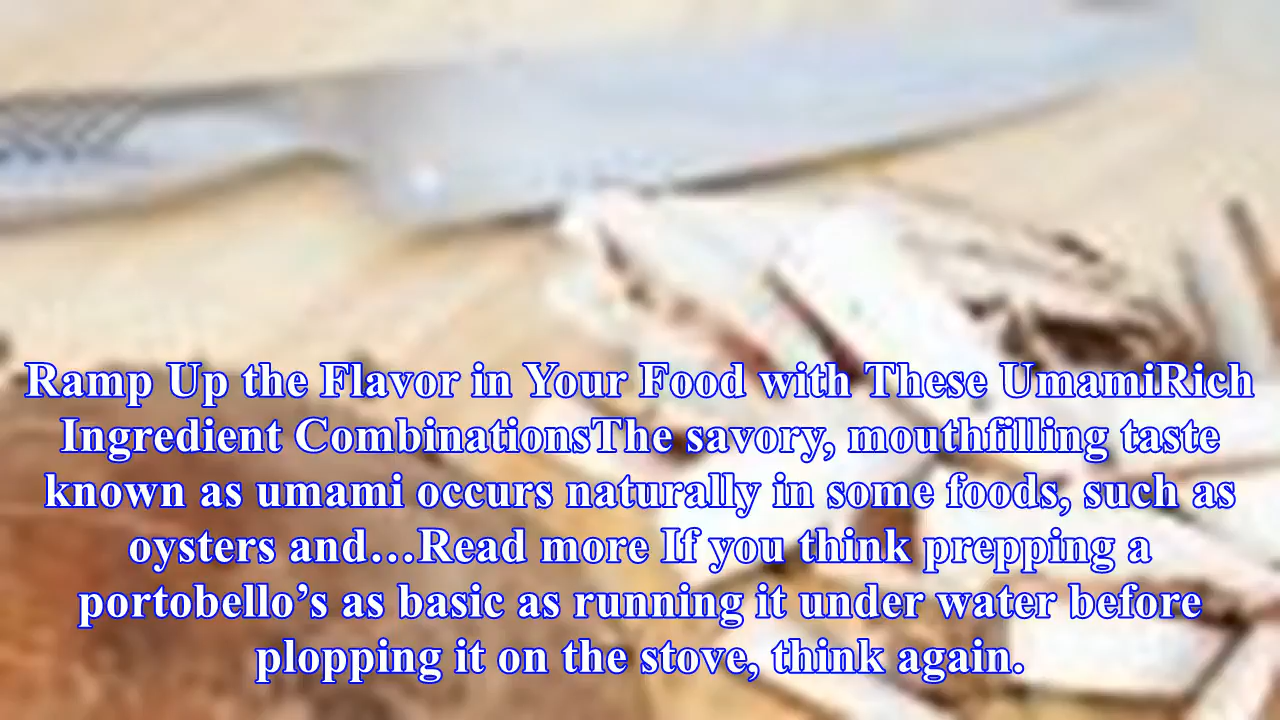 Ramp Up the Flavor in Your Food with These UmamiRich
Ingredient CombinationsThe savory, mouthfilling taste
known as umami occurs naturally in some foods, such as
oysters and…Read more If you think prepping a
portobello’s as basic as running it under water before
plopping it on the stove, think again.